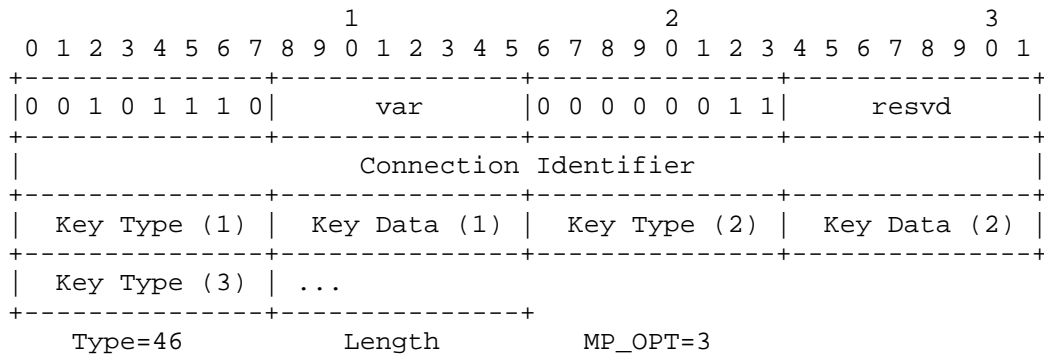 1                   2                   3
 0 1 2 3 4 5 6 7 8 9 0 1 2 3 4 5 6 7 8 9 0 1 2 3 4 5 6 7 8 9 0 1
+---------------+---------------+---------------+---------------+
|0 0 1 0 1 1 1 0|      var      |0 0 0 0 0 0 1 1|     resvd     |
+---------------+---------------+---------------+---------------+
|                     Connection Identifier                     |
+---------------+---------------+---------------+---------------+
|  Key Type (1) |  Key Data (1) |  Key Type (2) |  Key Data (2) |
+---------------+---------------+---------------+---------------+
|  Key Type (3) | ...
+---------------+---------------+
    Type=46          Length         MP_OPT=3